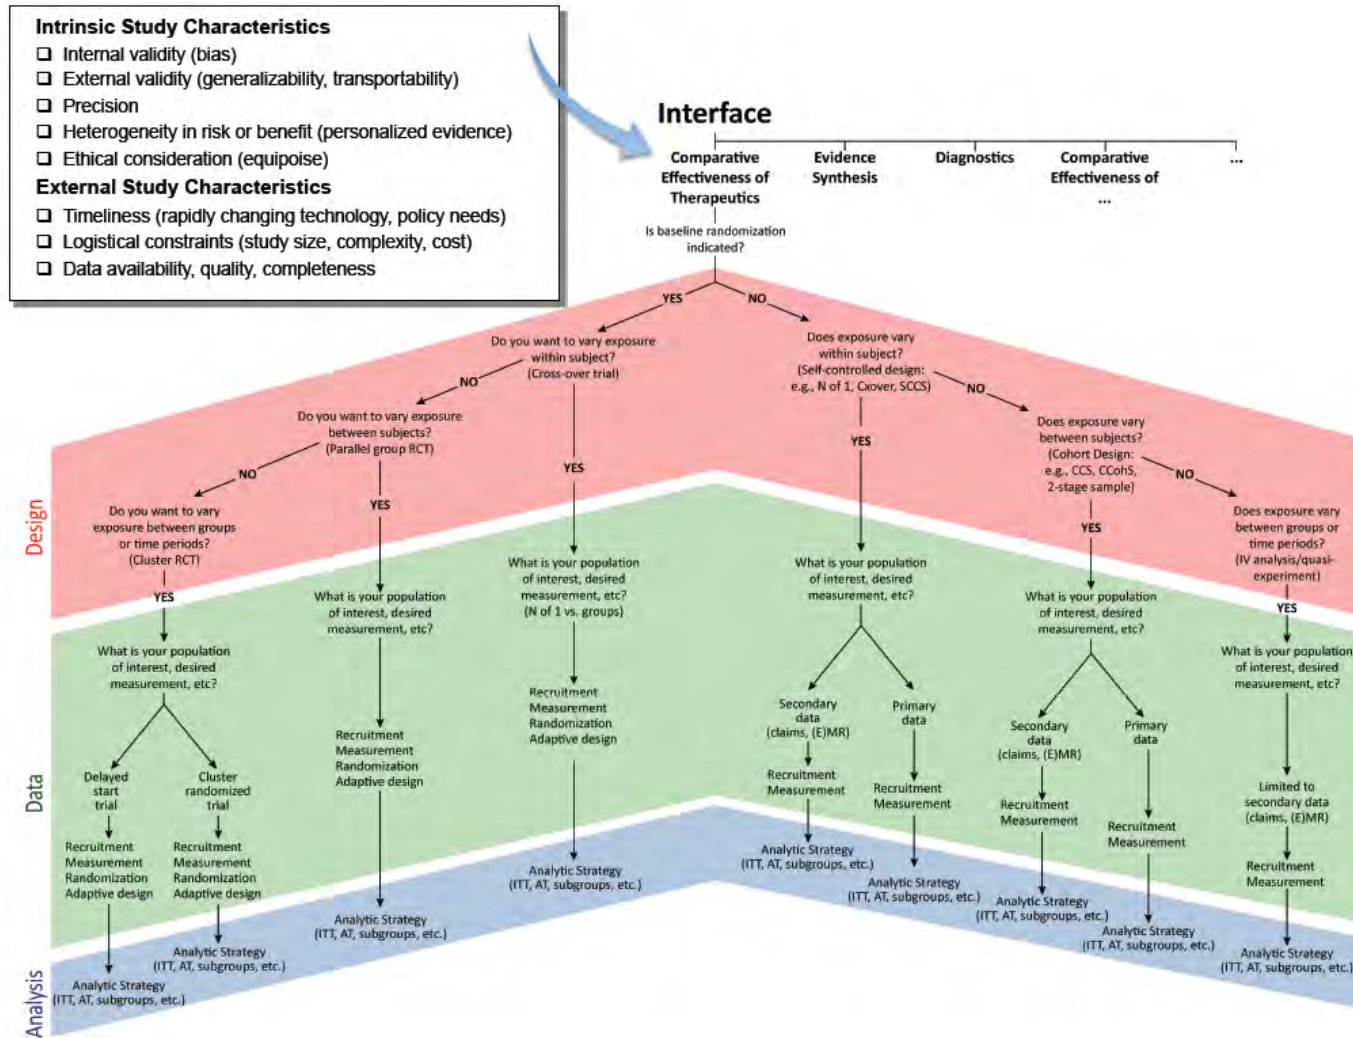 Intrinsic Study Characteristics
❑ Internal validity (bias)
❑ External validity (generalizability, transportability)
❑ Precision
❑ Heterogeneity in risk or benefit (personalized evidence)
❑ Ethical consideration (equipoise)
External Study Characteristics
❑ Timeliness (rapidly changing technology, policy needs)
❑ Logistical constraints (study size, complexity, cost)
❑ Data availability, quality, completeness
Interface
Comparative
Effectiveness of
Therapeutics
Evidence
Synthesis
Diagnostics
Comparative
Effectiveness of
...
...
Is baseline randomization
indicated?
YES
NO
Do you want to vary exposure
within subject?
(Cross-over trial)
NO
YES
Do you want to vary exposure
between subjects?
(Parallel group RCT)
NO
YES
Do you want to vary
exposure between groups
or time periods?
(Cluster RCT)
YES
Does exposure vary
within subject?
(Self-controlled design:
e.g., N of 1, Cxover, SCCS)
NO
YES
Does exposure vary
between subjects?
(Cohort Design:
e.g., CCS, CCohS,
2-stage sample)
NO
YES
Does exposure vary
between groups or
time periods?
(IV analysis/quasi-
experiment)
YES
Design
What is your population
of interest, desired
measurement, etc?
Delayed
start
trial
Recruitment
Measurement
Randomization
Adaptive design
Cluster
randomized
trial
Recruitment
Measurement
Randomization
Adaptive design
What is your population
of interest, desired
measurement, etc?
Recruitment
Measurement
Randomization
Adaptive design
What is your population
of interest, desired
measurement, etc?
(N of 1 vs. groups)
Recruitment
Measurement
Randomization
Adaptive design
What is your population
of interest, desired
measurement, etc?
Secondary
data
(claims, (E)MR)
Recruitment
Measurement
Primary
data
Recruitment
Measurement
What is your population
of interest, desired
measurement, etc?
Secondary
data
(claims, (E)MR)
Recruitment
Measurement
Primary
data
Recruitment
Measurement
What is your population
of interest, desired
measurement, etc?
Limited to
secondary data
(claims, (E)MR)
Recruitment
Measurement
Data
Analytic Strategy
(ITT, AT, subgroups, etc.)
Analytic Strategy
(ITT, AT, subgroups, etc.)
Analytic Strategy
(ITT, AT, subgroups, etc.)
Analytic Strategy
(ITT, AT, subgroups, etc.)
Analytic Strategy
(ITT, AT, subgroups, etc.)
Analytic Strategy
(ITT, AT, subgroups, etc.)
Analytic Strategy
(ITT, AT, subgroups, etc.)
Analytic Strategy
(ITT, AT, subgroups, etc.)
Analytic Strategy
(ITT, AT, subgroups, etc.)
Analysis